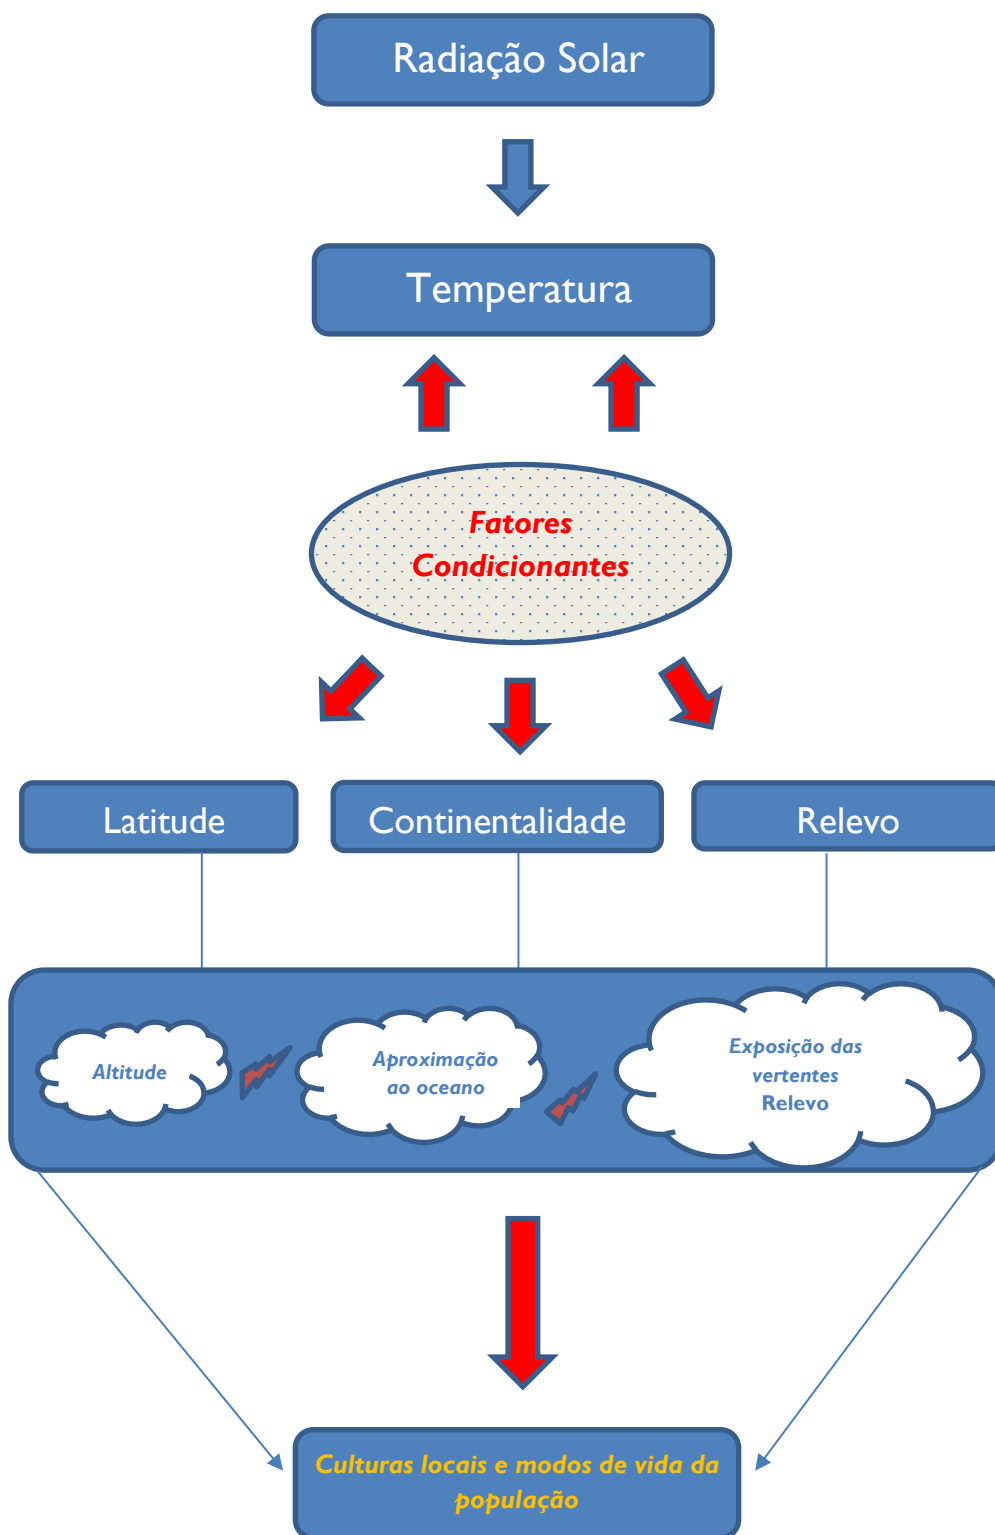 Radiação Solar
Temperatura
Fatores
Condicionantes
Latitude
Continentalidade
Relevo
Altitude
Aproximação
ao oceano
Exposição das
vertentes
Relevo
Culturas locais e modos de vida da
população